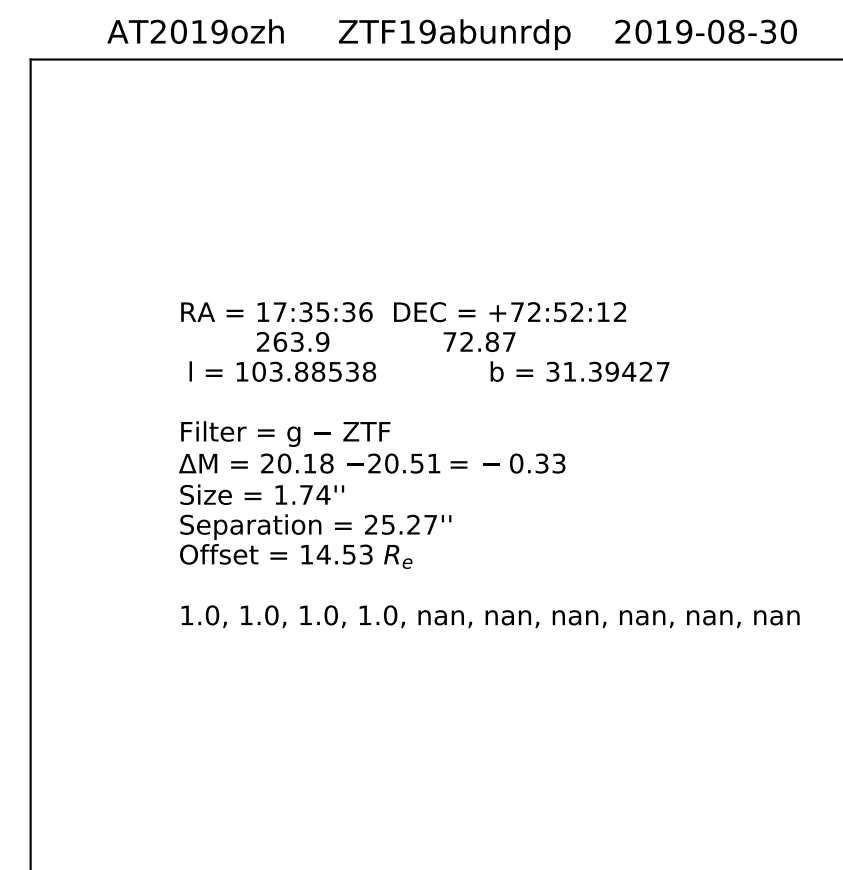 AT2019ozh ZTF19abunrdp 2019-08-30
RA = 17:35:36 DEC = +72:52:12
263.9 72.87
l = 103.88538 b = 31.39427
Filter = g − ZTF
ΔM = 20.18 −20.51 = − 0.33
Size = 1.74''
Separation = 25.27''
Offset = 14.53 Re
1.0, 1.0, 1.0, 1.0, nan, nan, nan, nan, nan, nan